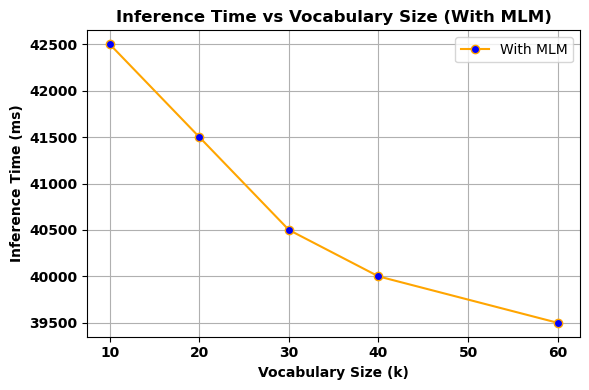 Inference Time vs Vocabulary Size (With MLM)
With MLM
Inference Time (ms)
42500
42000
41500
41000
40500
40000
39500
10 20 30 40 50 60
Vocabulary Size (k)